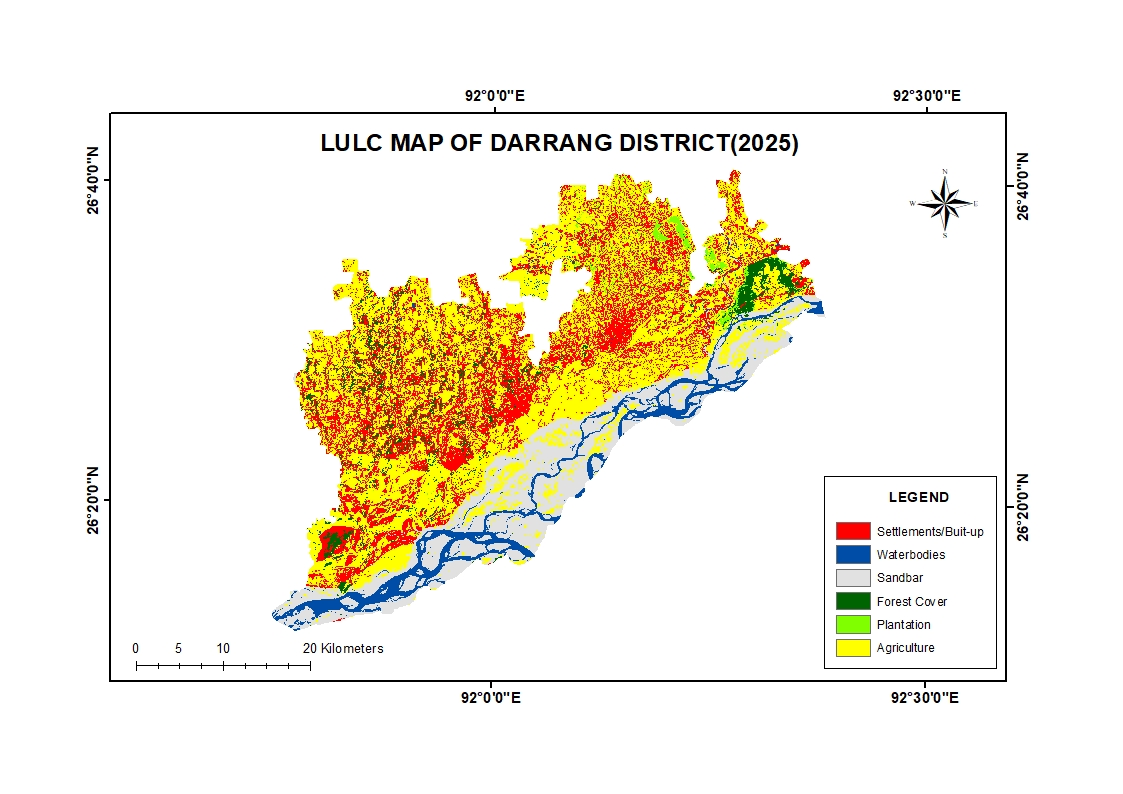 92°0'0"E 92°30'0"E
LULC MAP OF DARRANG DISTRICT(2025)
26°40'0"N 26°40'0"N
N
W E
S
26°20'0"N 26°20'0"N
LEGEND
Settlements/Buit-up
Waterbodies
Sandbar
Forest Cover
Plantation
Agriculture
0 5 10 20 Kilometers
92°0'0"E 92°30'0"E